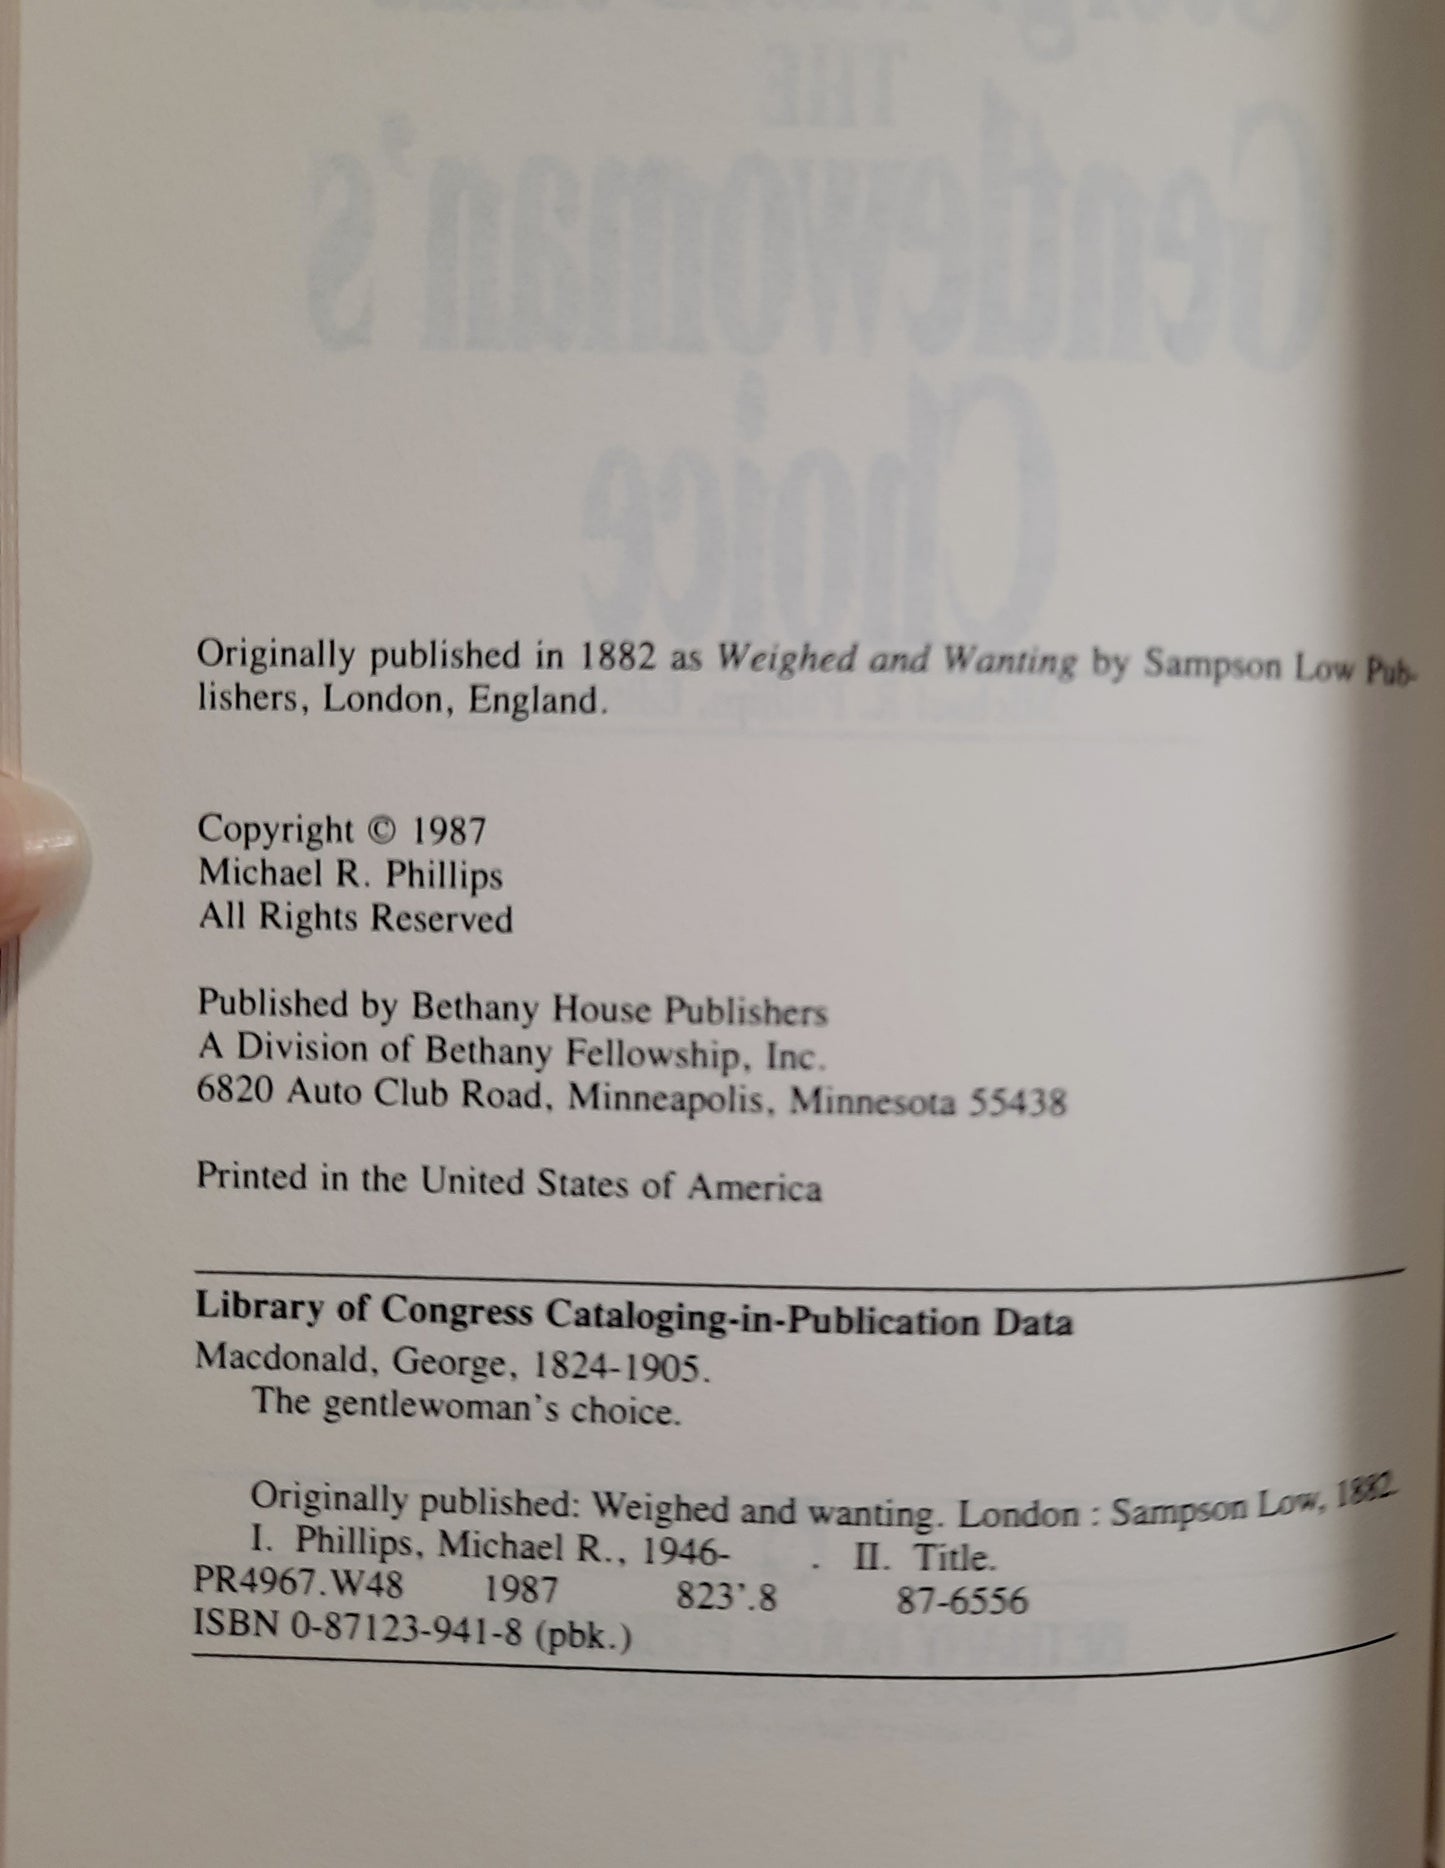 THE
Gentlewoman's
Choice
Originally published in 1882 as Weighed and Wanting by Sampson Low Pub-
lishers, London, England.
Copyright © 1987
Michael R. Phillips
All Rights Reserved
Published by Bethany House Publishers
A Division of Bethany Fellowship, Inc.
6820 Auto Club Road, Minneapolis, Minnesota 55438
Printed in the United States of America
Library of Congress Cataloging-in-Publication Data
Macdonald, George, 1824-1905.
The gentlewoman's choice.
Originally published: Weighed and wanting. London : Sampson Low, 1882.
I. Phillips, Michael R., 1946- . II. Title.
PR4967.W48 1987 823'.8 87-6556
ISBN 0-87123-941-8 (pbk.)